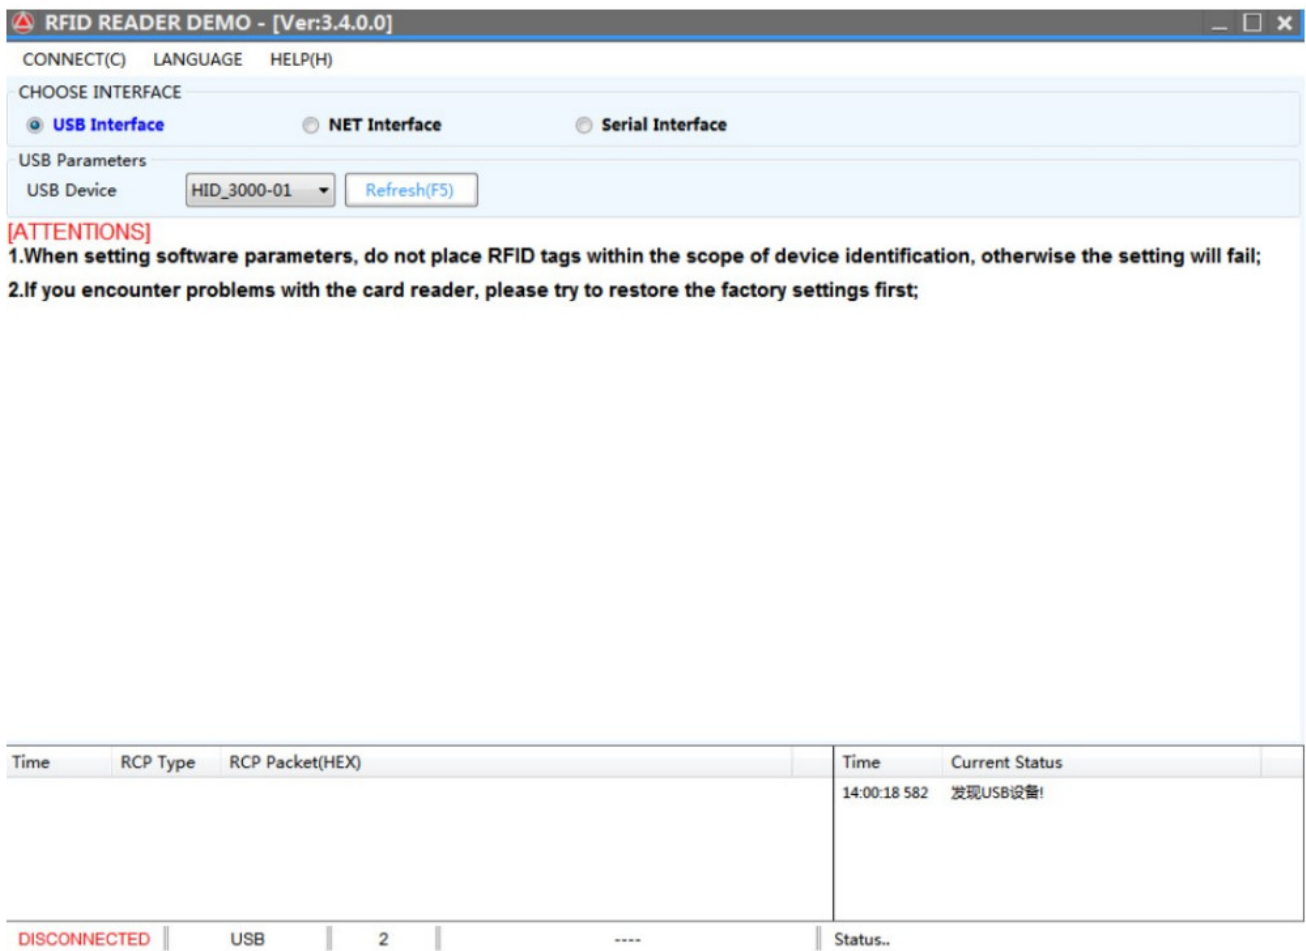 RFID READER DEMO - [Ver:3.4.0.0]
CONNECT(C) LANGUAGE HELP(H)
CHOOSE INTERFACE
USB Interface NET Interface Serial Interface
USB Parameters
USB Device HID_3000-01 Refresh(F5)
[ATTENTIONS]
1.When setting software parameters, do not place RFID tags within the scope of device identification, otherwise the setting will fail;
2.If you encounter problems with the card reader, please try to restore the factory settings first;
Time RCP Type RCP Packet(HEX) Time Current Status
14:00:18 582 发现USB设备!
DISCONNECTED USB 2 ---- Status..